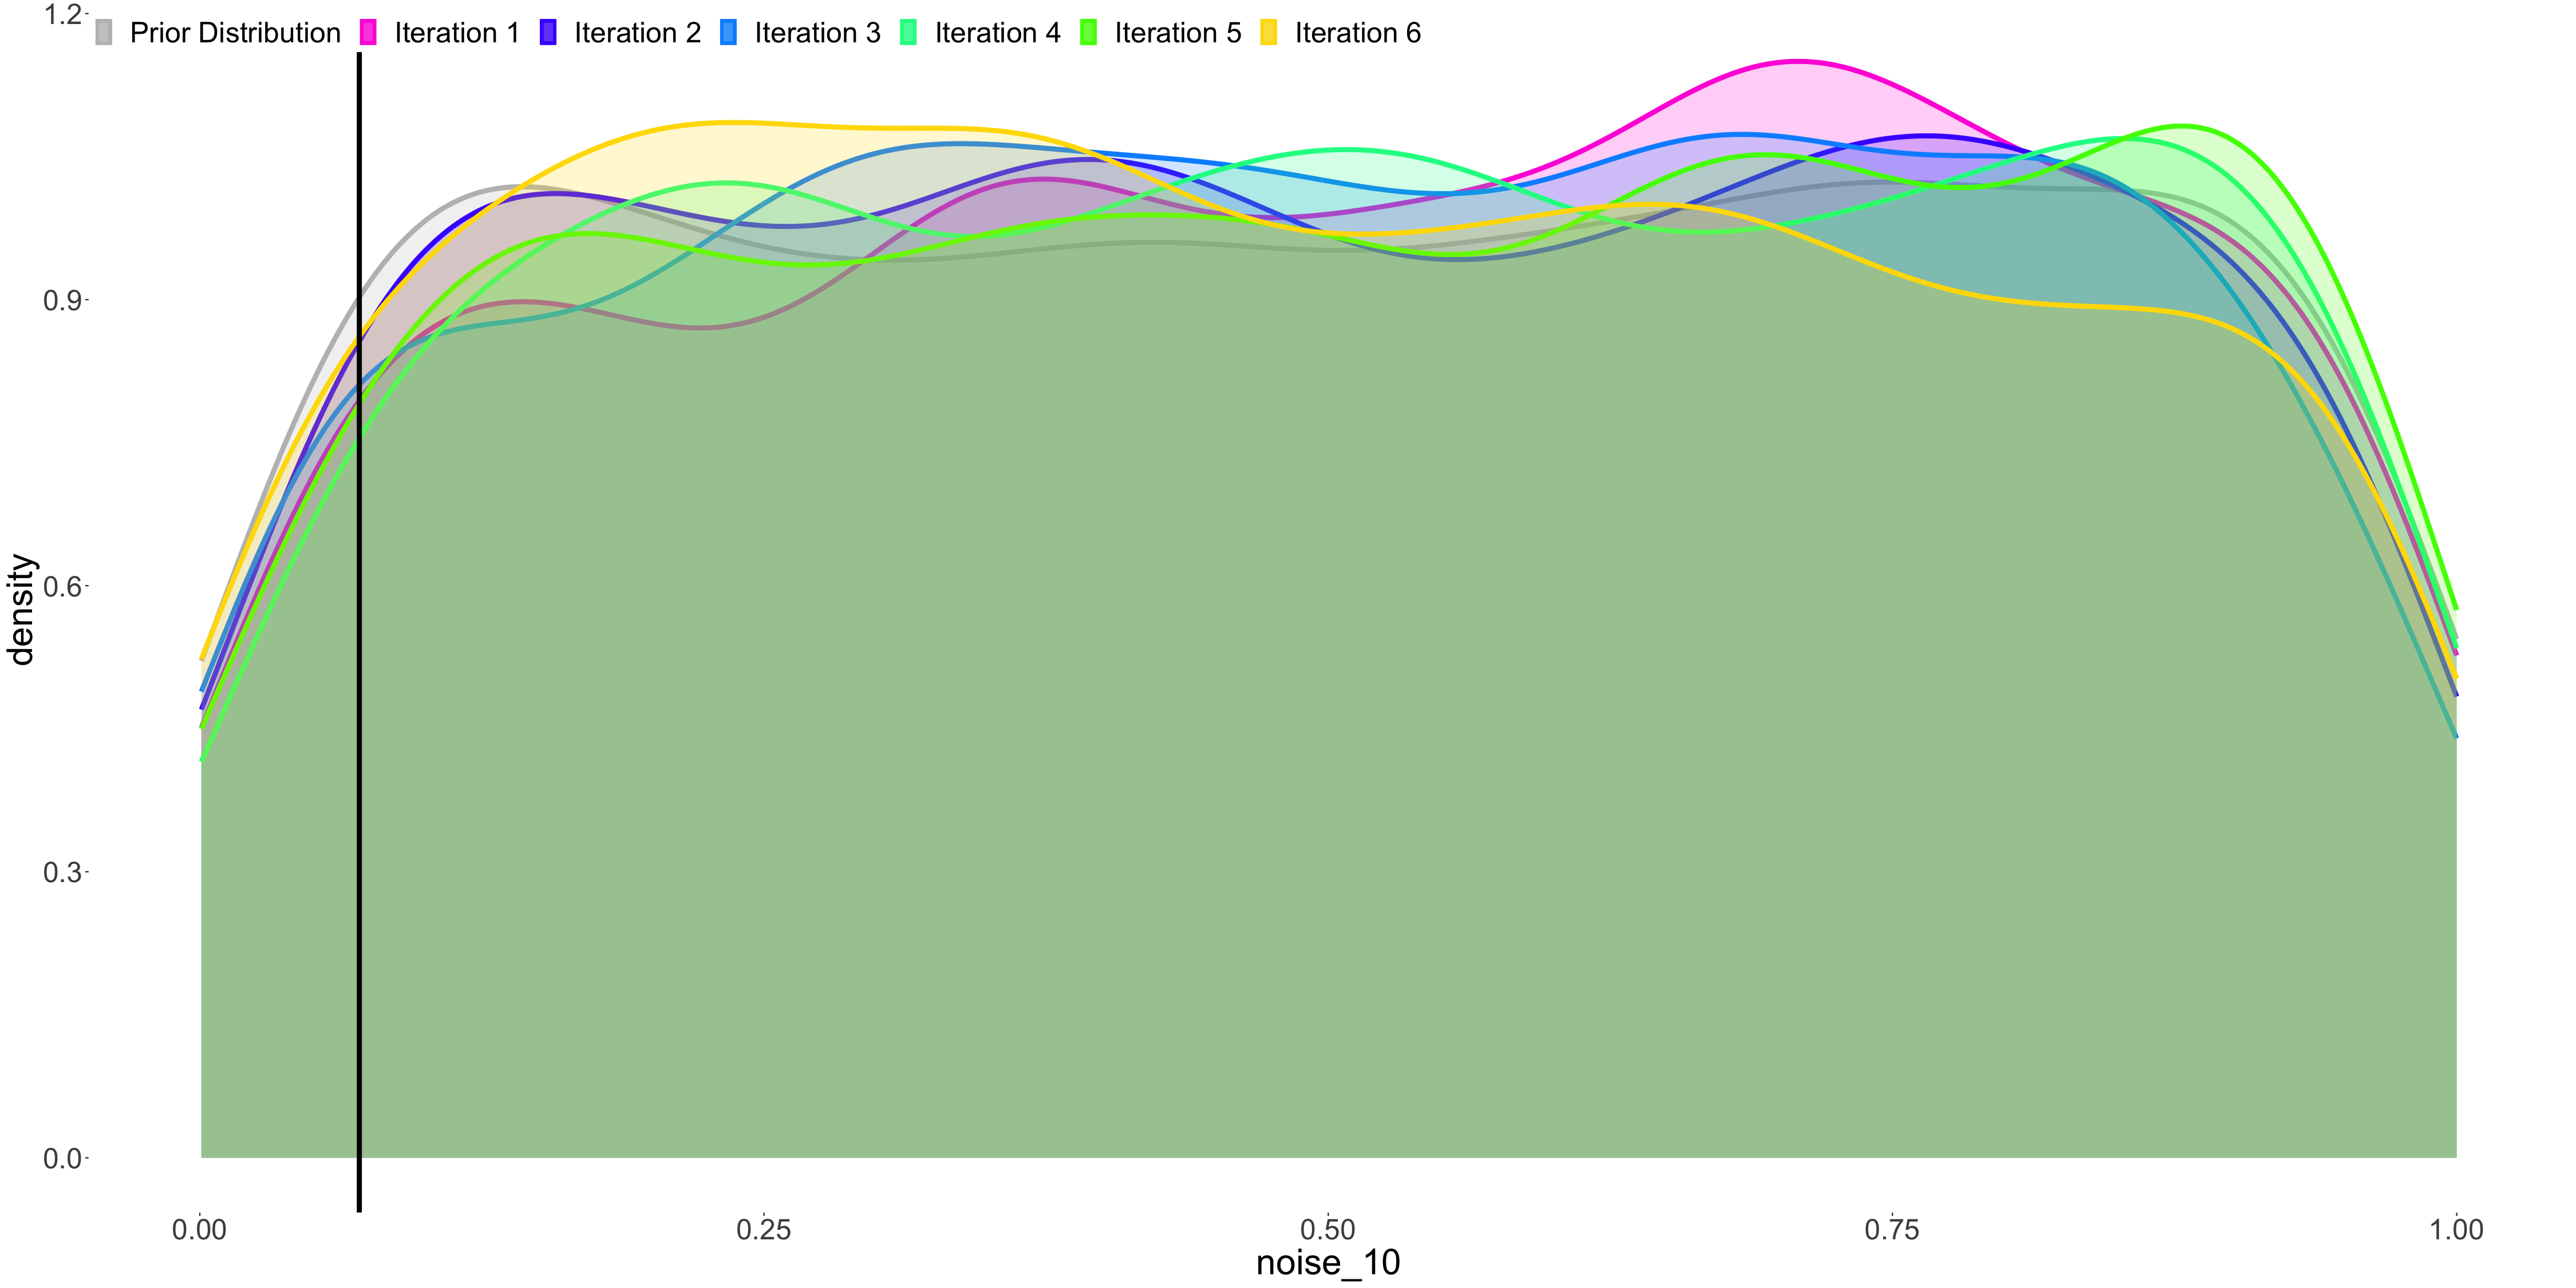 1.2
Prior Distribution Iteration 1 Iteration 2 Iteration 3 Iteration 4 Iteration 5 Iteration 6
0.9
0.6
density
0.3
0.0
0.00 0.25 0.50 0.75 1.00
noise_10